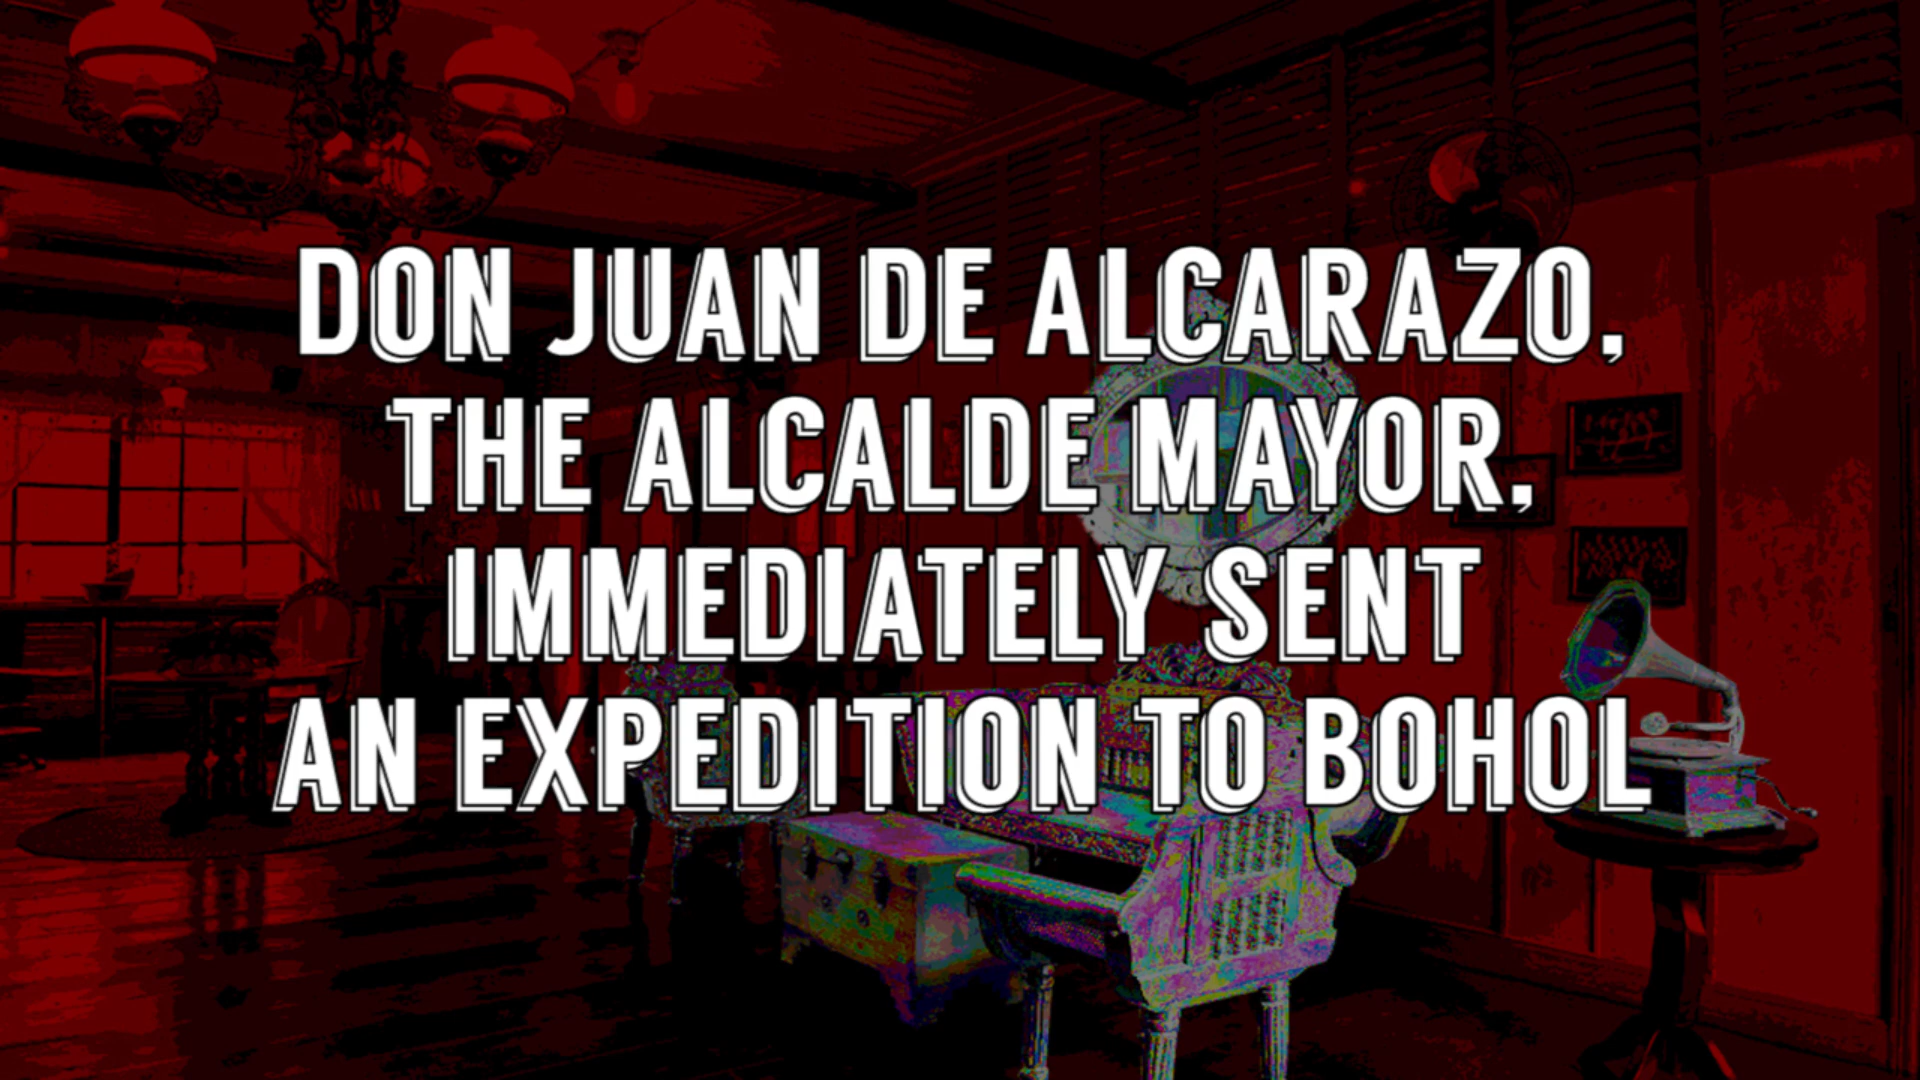 DON JUAN DE ALCARAZO,
THE ALCALDE MAYOR,
IMMEDIATELY SENT
AN EXPEDITION TO BOHOL